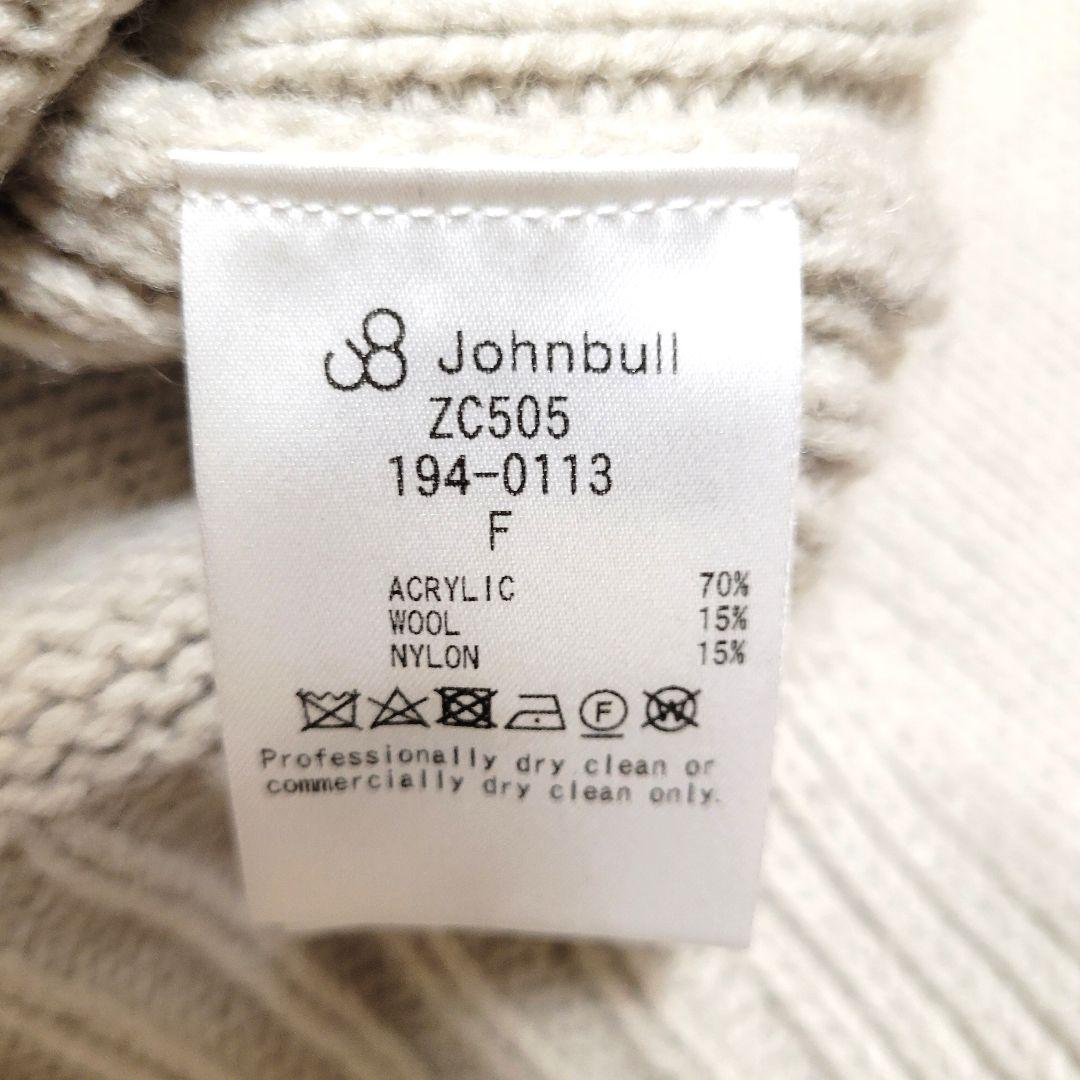 Johnbull
ZC505
194-0113
F
ACRYLIC 70%
WOOL 15%
NYLON 15%
F W
Professionally dry clean or
commercially dry clean only.